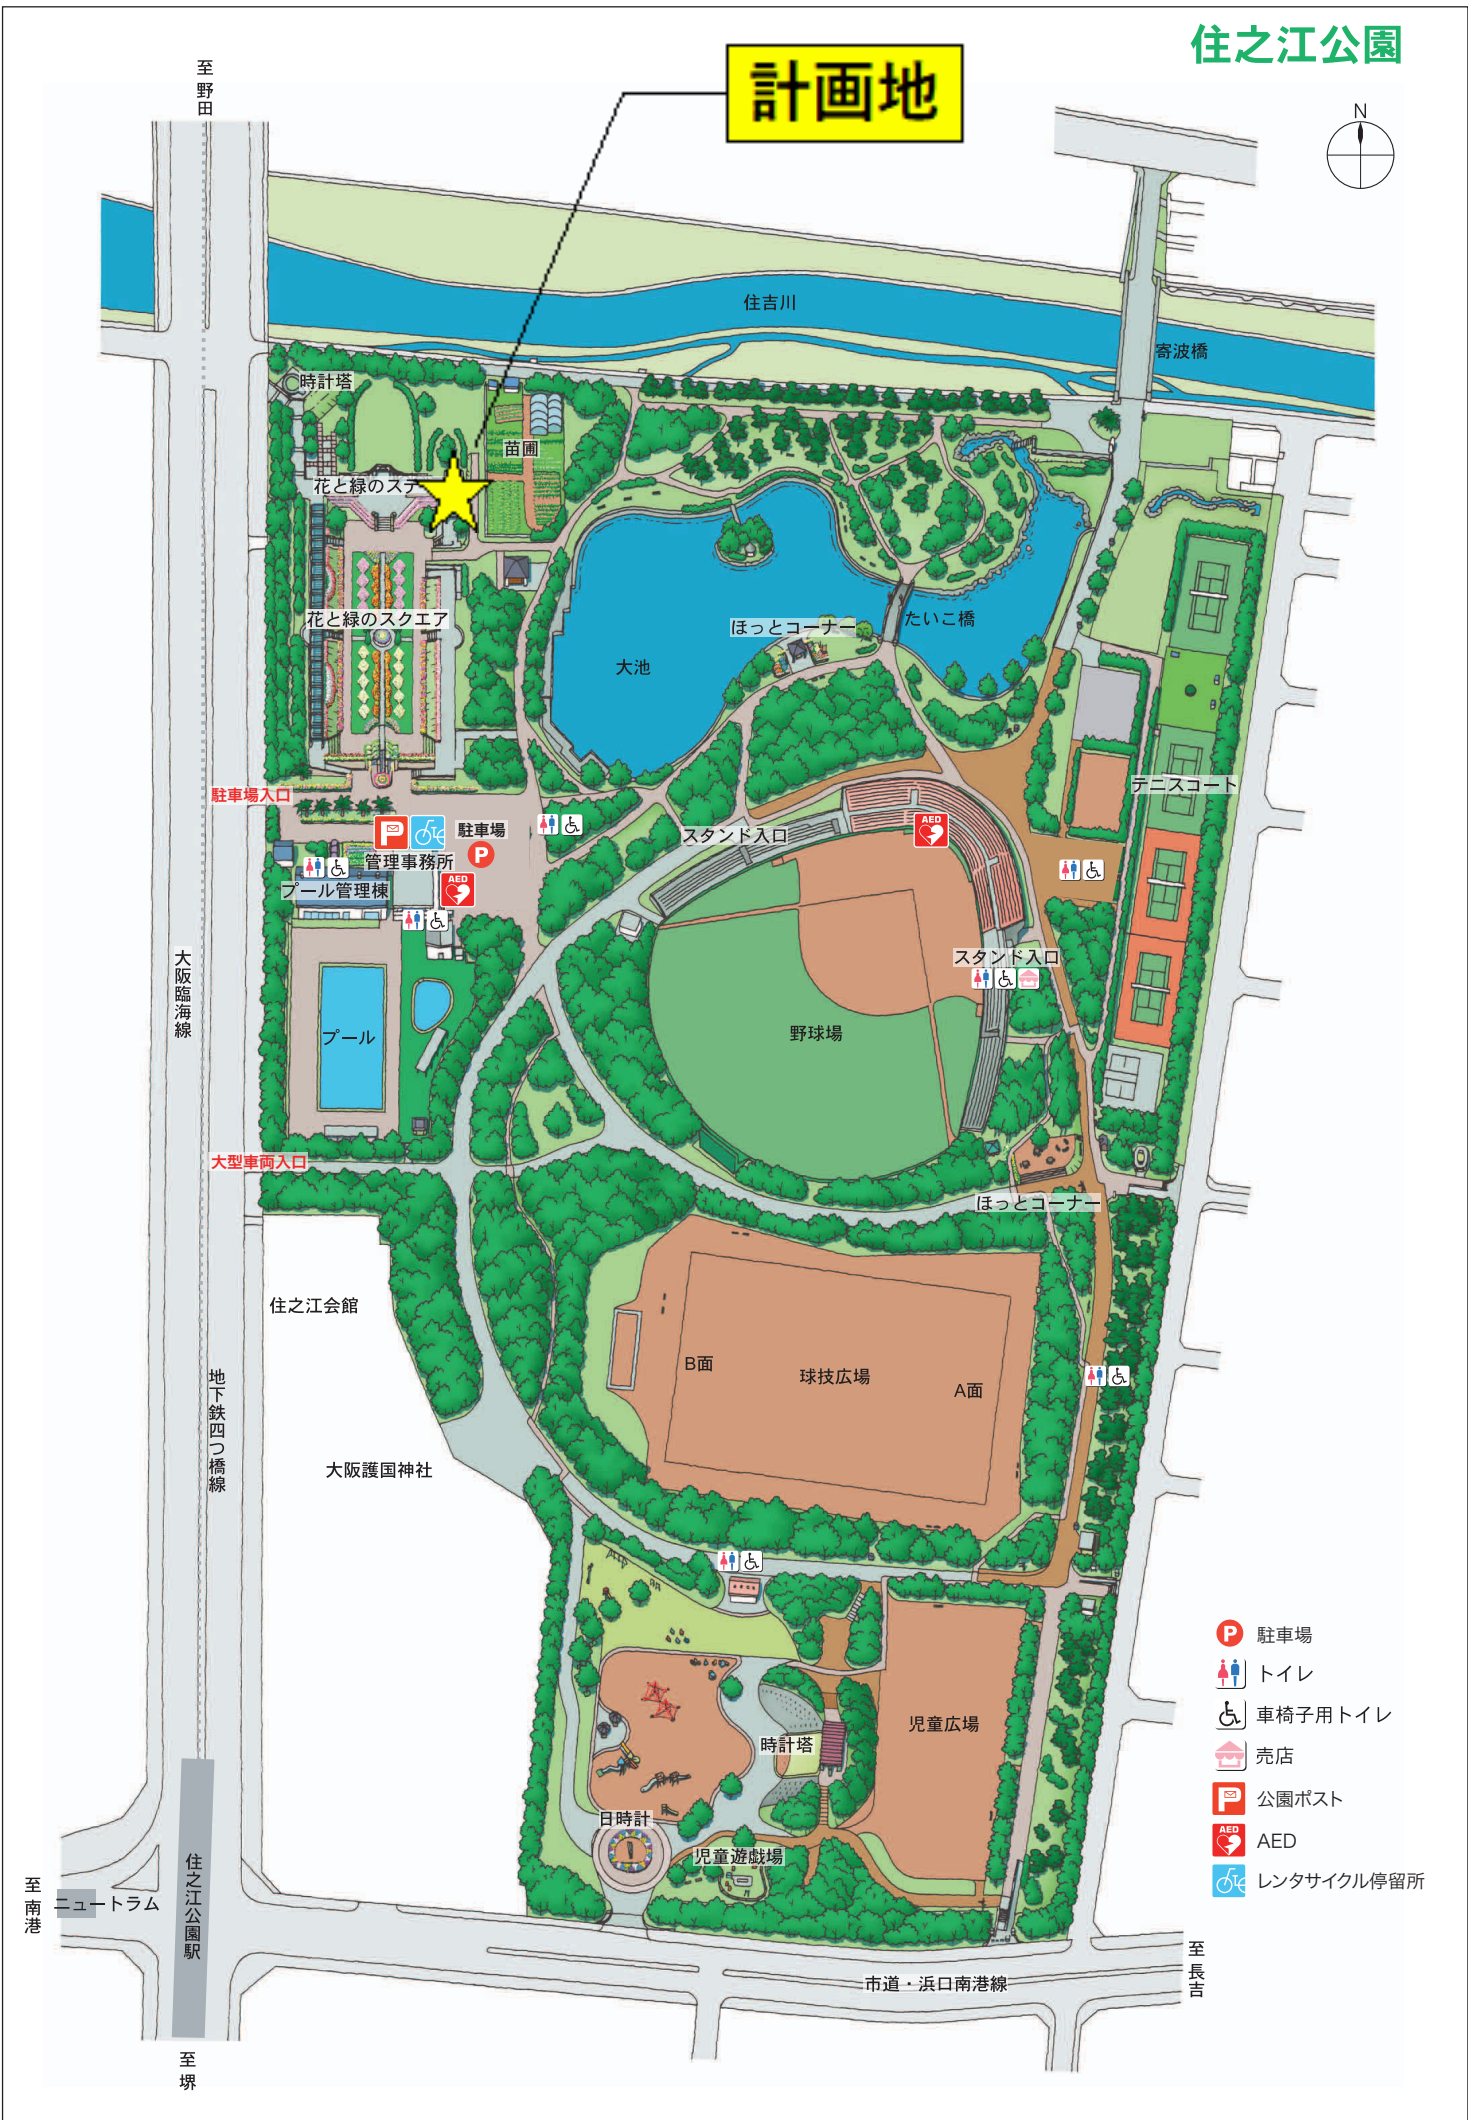 住之江公園
計画地
至野田
N
住吉川
寄波橋
時計塔
苗圃
花と緑のステ
花と緑のスクエア
ほっとコーナー
たいこ橋
大池
テニスコート
駐車場入口
駐車場
P
スタンド入口
AED
管理事務所
プール管理棟
AED
スタンド入口
大阪臨海線
プール
野球場
大型車両入口
ほっとコーナー
住之江会館
B面
球技広場
A面
地下鉄四つ橋線
大阪護国神社
児童広場
時計塔
日時計
児童遊戯場
住之江公園駅
至南港
ニュートラム
市道・浜口南港線
至長吉
至堺
P 駐車場
トイレ
車椅子用トイレ
売店
P 公園ポスト
AED AED
レンタサイクル停留所